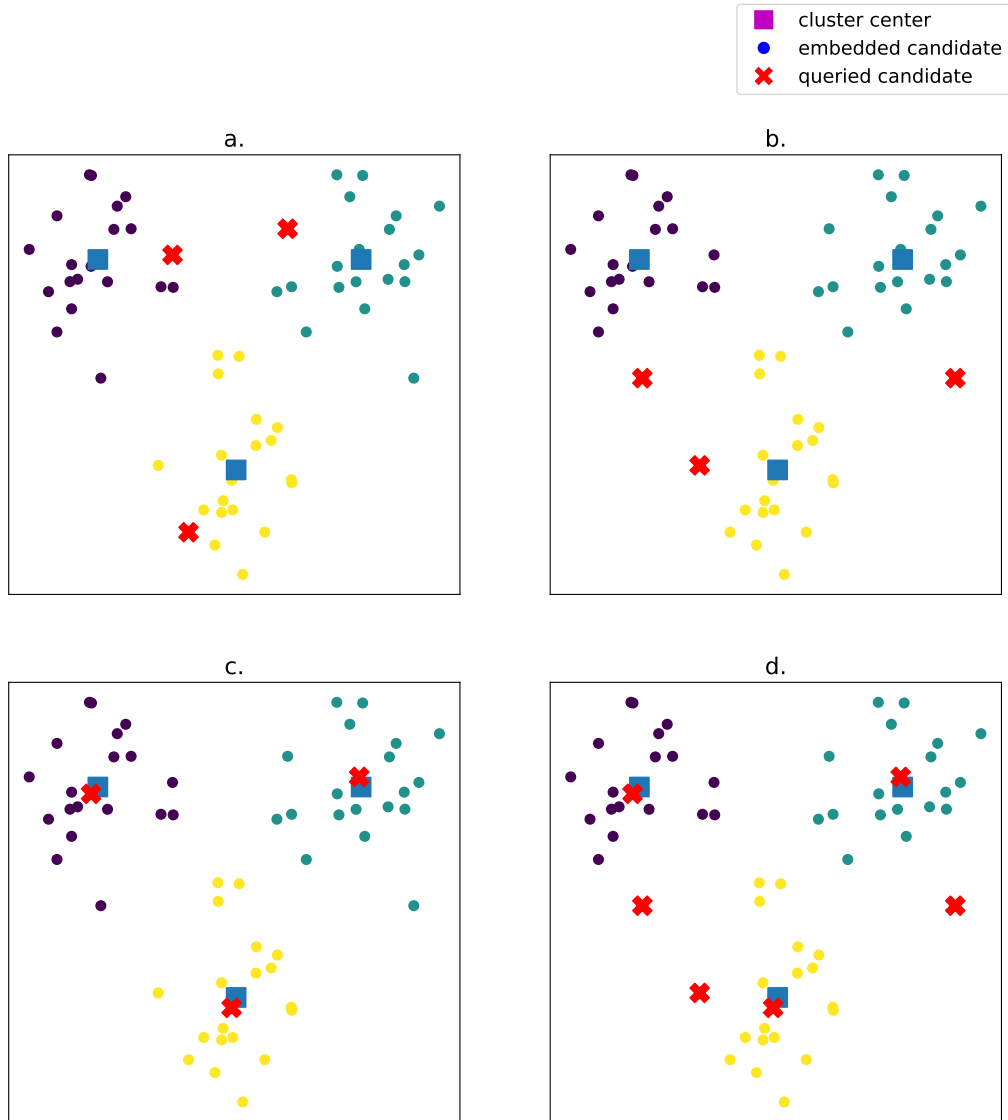 cluster center
embedded candidate
queried candidate
a.
b.
c.
d.